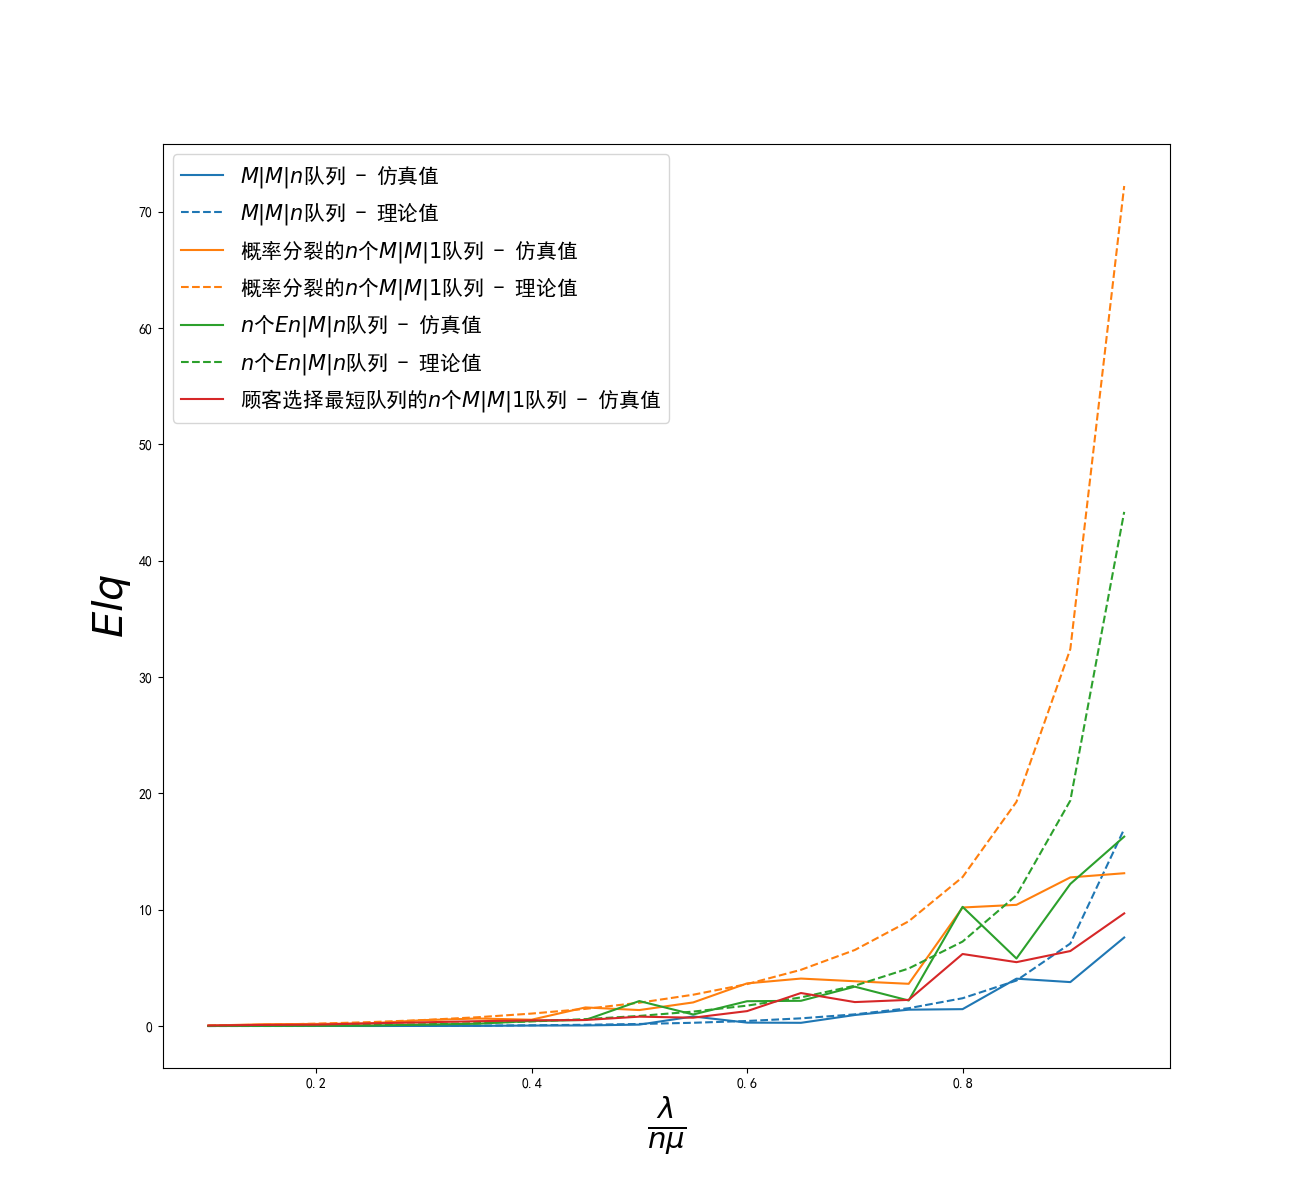 M|M|n队列 - 仿真值
M|M|n队列 - 理论值
概率分裂的n个M|M|1队列 - 仿真值
概率分裂的n个M|M|1队列 - 理论值
n个En|M|n队列 - 仿真值
n个En|M|n队列 - 理论值
顾客选择最短队列的n个M|M|1队列 - 仿真值
70
60
50
40
30
20
10
0
Elq
0.2 0.4 0.6 0.8
λ
nμ